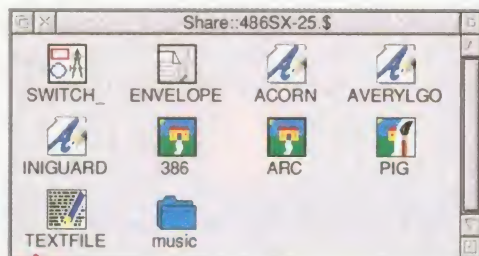 Share::486SX-25.$
SWITCH_ ENVELOPE ACORN AVERYLGO
INIGUARD 386 ARC PIG
TEXTFILE music